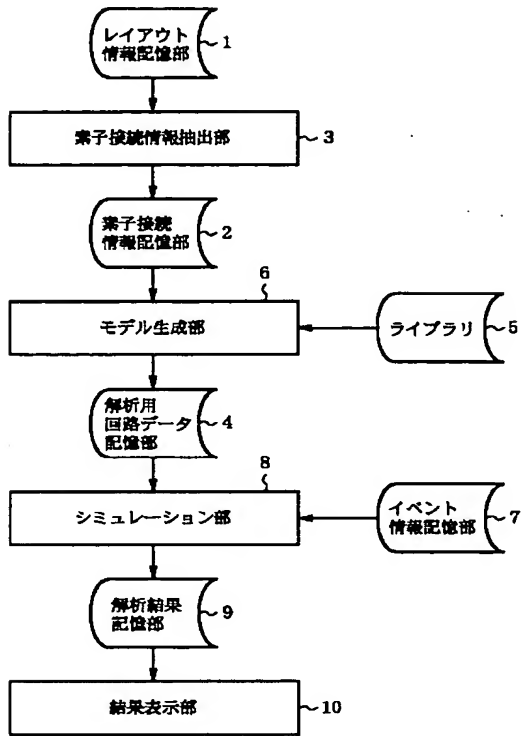 レイアウト
情報記憶部
1
素子接続情報抽出部
3
素子接続
情報記憶部
2
6
モデル生成部
ライブラリ
5
解析用
回路データ
記憶部
4
8
シミュレーション部
イベント
情報記憶部
7
解析結果
記憶部
9
結果表示部
10